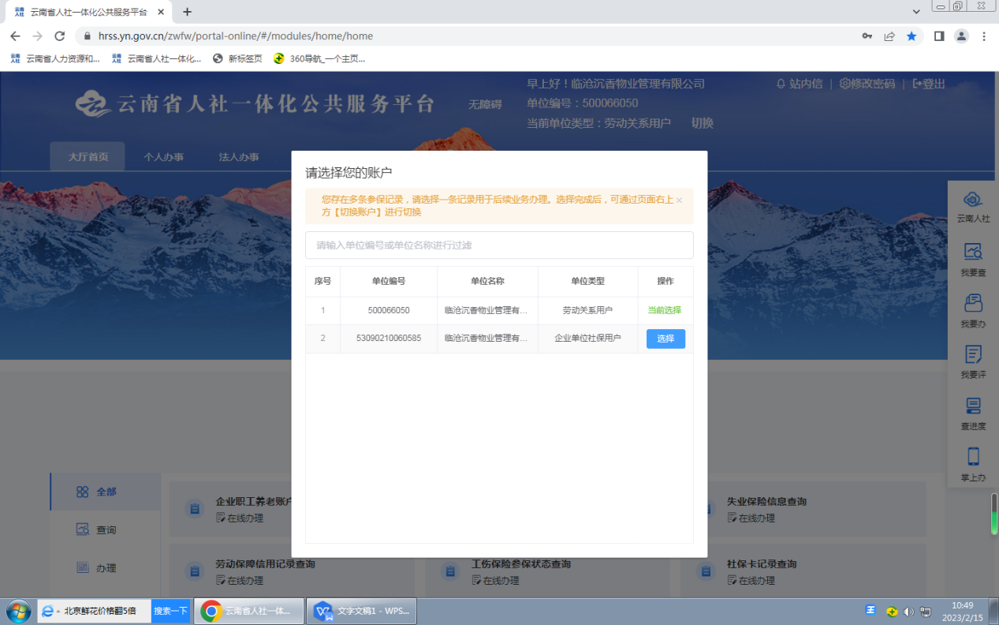 云南省人社一体化公共服务平台
hrss.yn.gov.cn/zwfw/portal-online/#/modules/home/home
云南省人力资源和... 云南省人社一体化... 新标签页 360导航_一个主页...
云南省人社一体化公共服务平台
无障碍
早上好！临沧沉香物业管理有限公司
单位编号：500066050
当前单位类型：劳动关系用户 切换
站内信 | 修改密码 | 登出
大厅首页 个人办事 法人办事
请选择您的账户
您存在多条参保记录，请选择一条记录用于后续业务办理。选择完成后，可通过页面右上
方【切换账户】进行切换
请输入单位编号或单位名称进行过滤
序号 单位编号 单位名称 单位类型 操作
1 500066050 临沧沉香物业管理有... 劳动关系用户 当前选择
2 53090210060585 临沧沉香物业管理有... 企业单位社保用户 选择
云南人社
我要查
我要办
我要评
查进度
掌上办
全部
查询
办理
企业职工养老账户
在线办理
失业保险信息查询
在线办理
劳动保障信用记录查询
在线办理
工伤保险参保状态查询
在线办理
社保卡记录查询
在线办理
北京鲜花价格翻5倍 搜索一下
云南省人社一体...
文字文稿1 - WPS...
10:49
2023/2/15